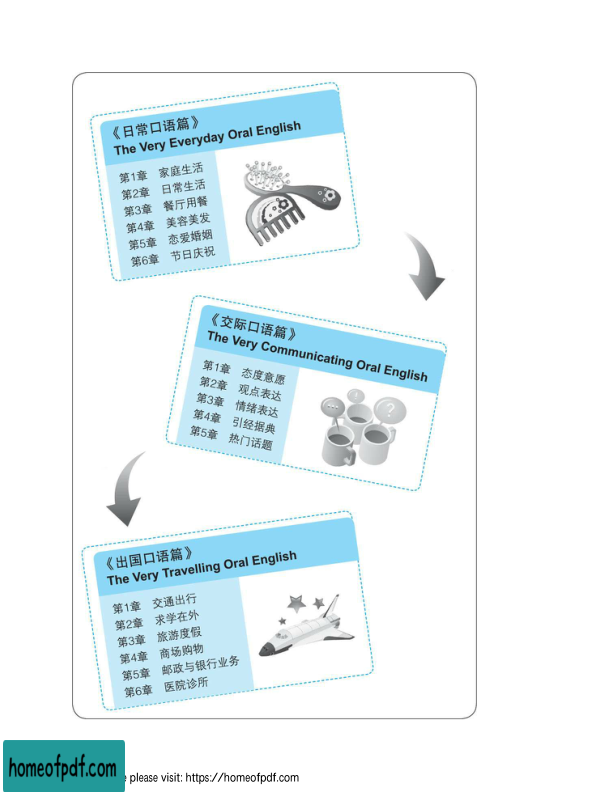 《日常口语篇》
The Very Everyday Oral English
第1章 家庭生活
第2章 日常生活
第3章 餐厅用餐
第4章 美容美发
第5章 恋爱婚姻
第6章 节日庆祝
《交际口语篇》
The Very Communicating Oral English
第1章 态度意愿
第2章 观点表达
第3章 情绪表达
第4章 引经据典
第5章 热门话题
?
《出国口语篇》
The Very Travelling Oral English
第1章 交通出行
第2章 求学在外
第3章 旅游度假
第4章 商场购物
第5章 邮政与银行业务
第6章 医院诊所
homeofpdf.com
e please visit: https://homeofpdf.com